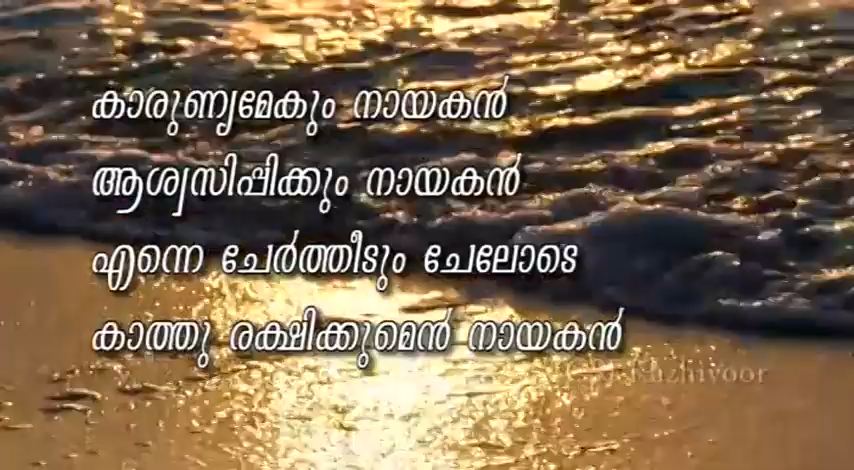 കാരുണ്യമേകും നായകൻ
ആശ്വസിപ്പിക്കും നായകൻ
എന്നെ ചേർത്തീടും ചേലോടെ
കാത്തു രക്ഷിക്കുമെൻ നായകൻ